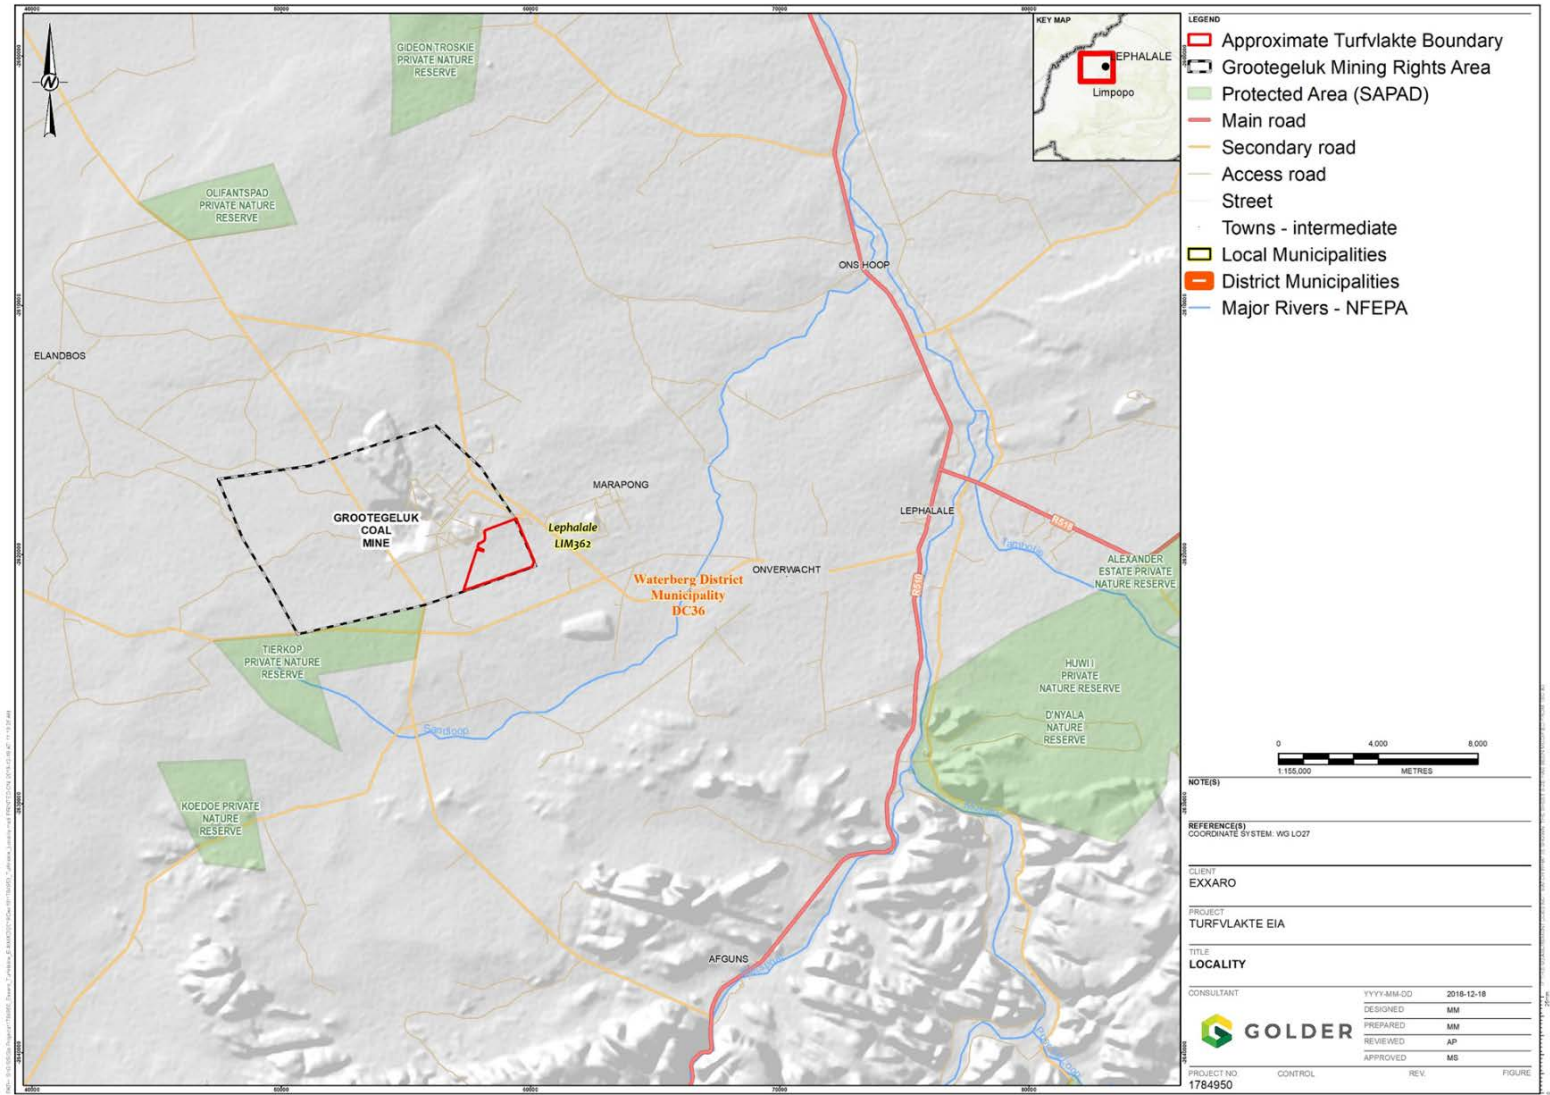 GIDEON TROSKIE
PRIVATE NATURE
RESERVE
OLIFANTSPAD
PRIVATE NATURE
RESERVE
ONS HOOP
ELANDBOS
MARAPONG
GROOTEGELUK
COAL
MINE
Lephalale
LIM362
LEPHALALE
R518
Tambotie
ONVERWACHT
Waterberg District
Municipality
DC36
R510
ALEXANDER
ESTATE PRIVATE
NATURE RESERVE
TIERKOP
PRIVATE NATURE
RESERVE
HUWI I
PRIVATE
NATURE RESERVE
D'NYALA
NATURE
RESERVE
Sandloop
KOEDOE PRIVATE
NATURE
RESERVE
AFGUNS
KEY MAP
LEPHALALE
Limpopo
LEGEND
Approximate Turfvlakte Boundary
Grootegeluk Mining Rights Area
Protected Area (SAPAD)
Main road
Secondary road
Access road
Street
Towns - intermediate
Local Municipalities
District Municipalities
Major Rivers - NFEPA
0 4,000 8,000
1:155,000 METRES
NOTE(S)
REFERENCE(S)
COORDINATE SYSTEM: WG LO27
CLIENT
EXXARO
PROJECT
TURFVLAKTE EIA
TITLE
LOCALITY
CONSULTANT
GOLDER
YYYY-MM-DD 2018-12-18
DESIGNED MM
PREPARED MM
REVIEWED AP
APPROVED MS
PROJECT NO. CONTROL REV. FIGURE
1784950